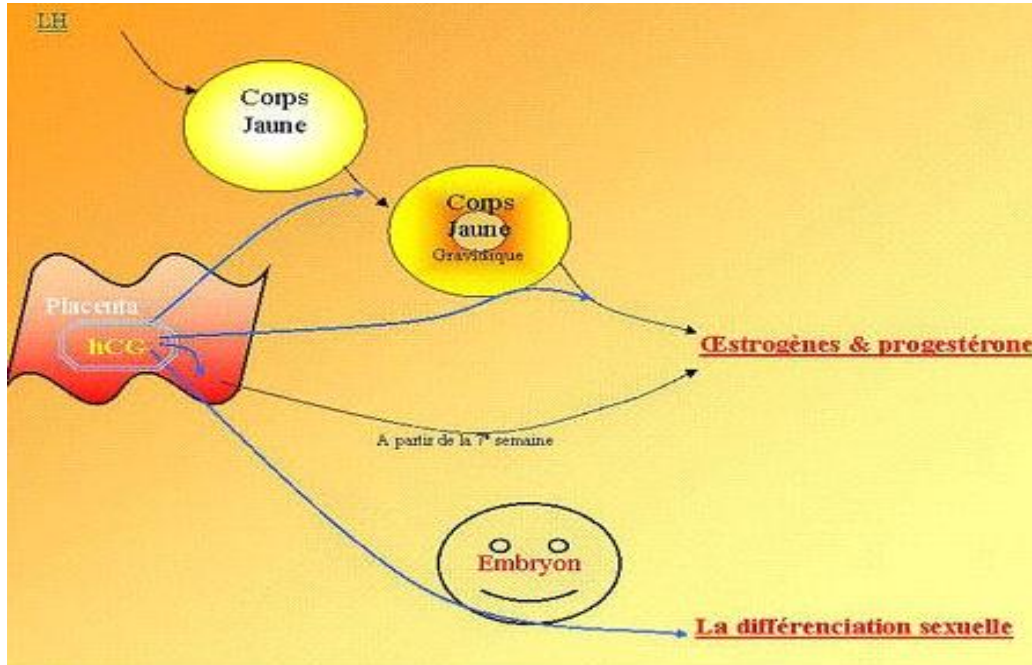 LH
Corps
Jaune
Corps
Jaune
Gravidique
Placenta
hCG
Œstrogènes & progestérone
A partir de la 7ᵉ semaine
Embryon
La différenciation sexuelle